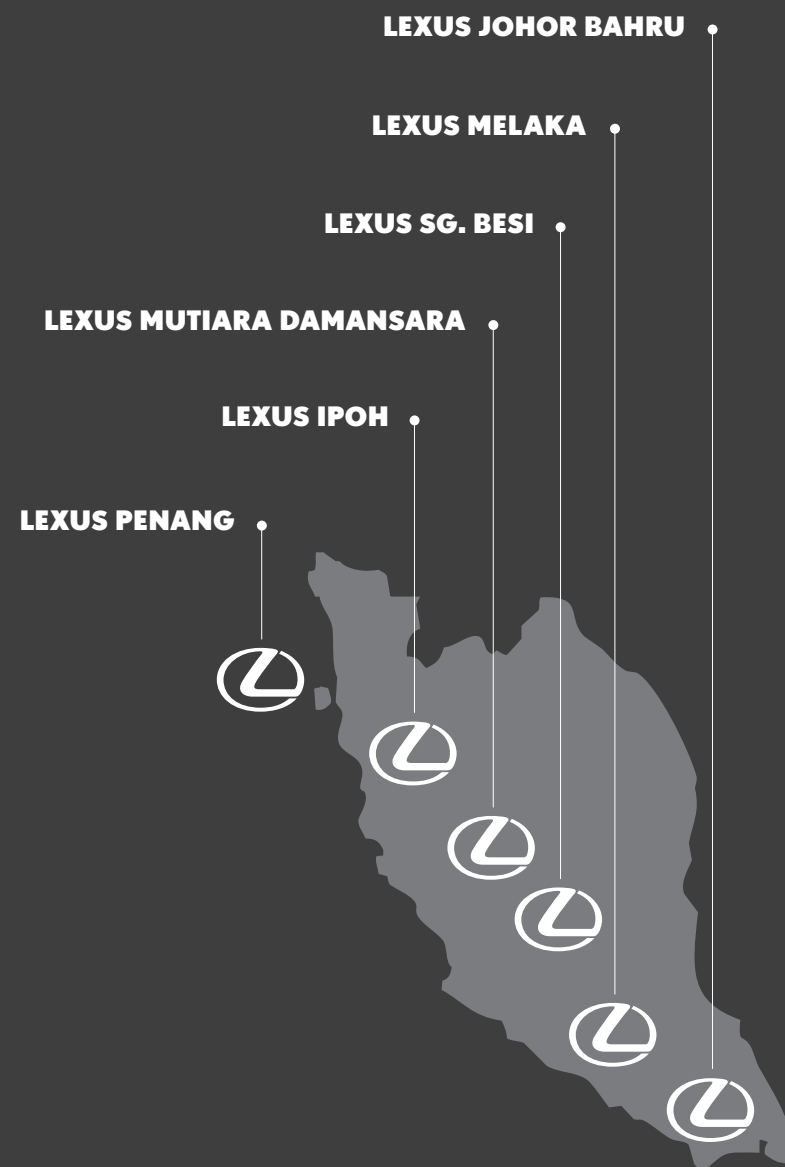 LEXUS JOHOR BAHRU
LEXUS MELAKA
LEXUS SG. BESI
LEXUS MUTIARA DAMANSARA
LEXUS IPOH
LEXUS PENANG